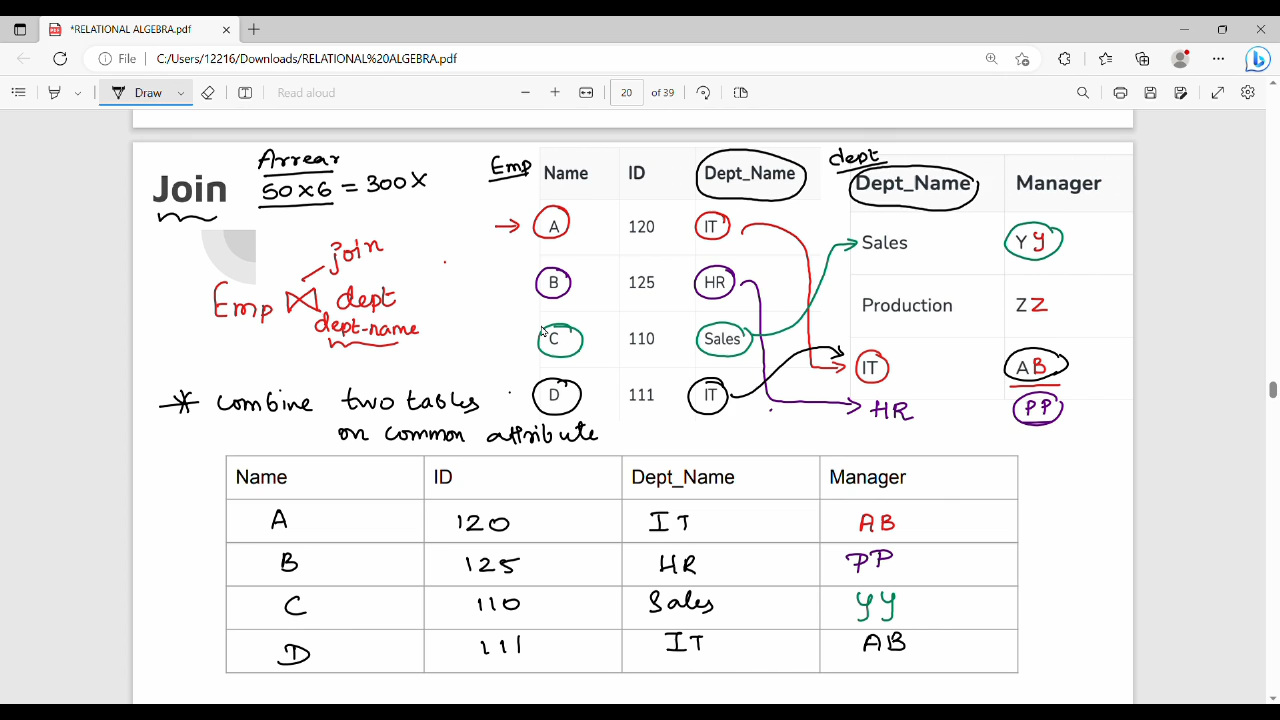 *RELATIONAL ALGEBRA.pdf
File C:/Users/12216/Downloads/RELATIONAL%20ALGEBRA.pdf
Draw Read aloud 20 of 39
Arrear
50 X 6 = 300 X
Join
Emp
Name ID Dept_Name
A 120 IT
B 125 HR
C 110 Sales
D 111 IT
dept
Dept_Name Manager
Sales Y Y
Production Z Z
IT A B
HR PP
join
Emp ⋈ dept
dept-name
* combine two tables
on common attribute
Name ID Dept_Name Manager
A 120 IT AB
B 125 HR PP
C 110 Sales YY
D 111 IT AB